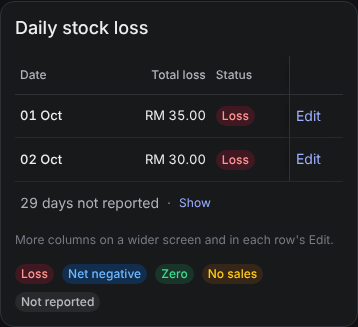 Daily stock loss
Date Total loss Status
01 Oct RM 35.00 Loss Edit
02 Oct RM 30.00 Loss Edit
29 days not reported · Show
More columns on a wider screen and in each row's Edit.
Loss Net negative Zero No sales
Not reported